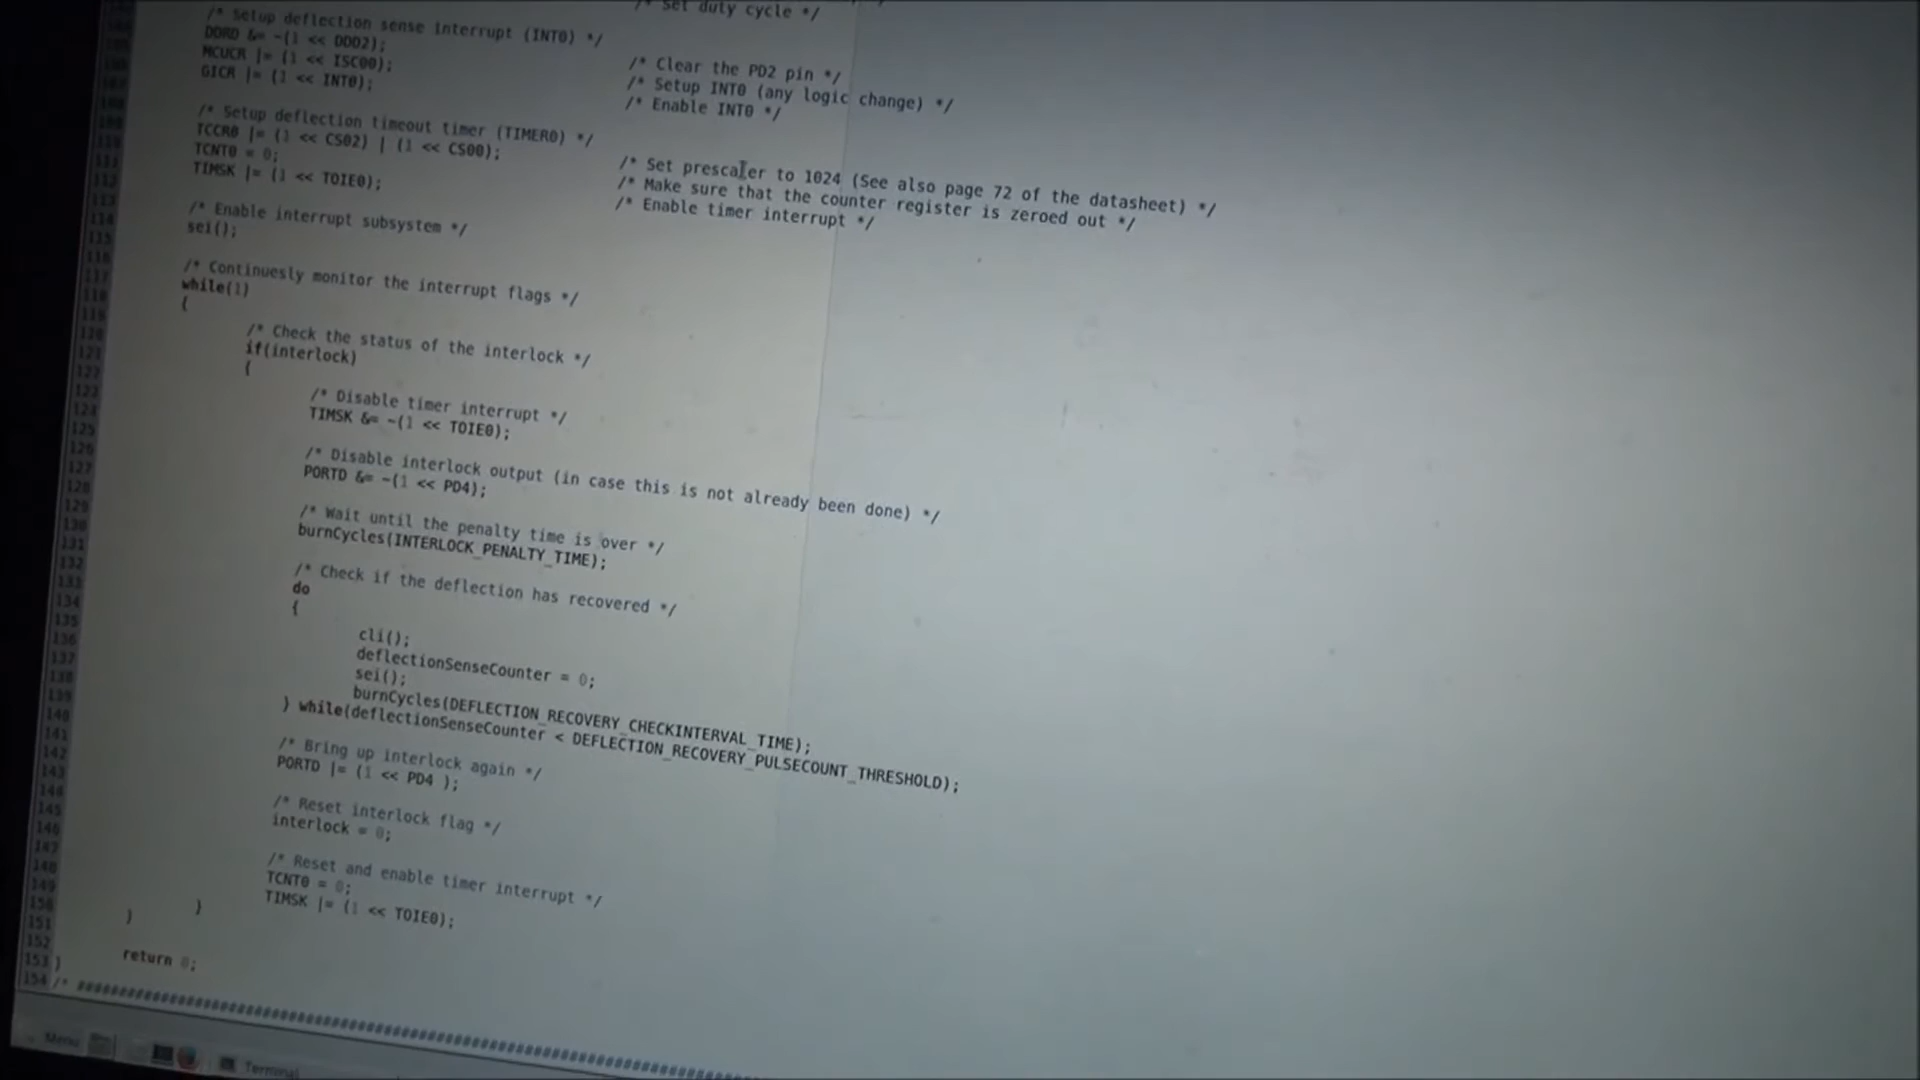 /* Set duty cycle */
/* Setup deflection sense interrupt (INT0) */
DDRD &= ~(1 << DDD2); /* Clear the PD2 pin */
MCUCR |= (1 << ISC00); /* Setup INT0 (any logic change) */
GICR |= (1 << INT0); /* Enable INT0 */
/* Setup deflection timeout timer (TIMER0) */
TCCR0 |= (1 << CS02) | (1 << CS00); /* Set prescaler to 1024 (See also page 72 of the datasheet) */
TCNT0 = 0; /* Make sure that the counter register is zeroed out */
TIMSK |= (1 << TOIE0); /* Enable timer interrupt */
/* Enable interrupt subsystem */
sei();
/* Continuesly monitor the interrupt flags */
while(1)
{
/* Check the status of the interlock */
if(interlock)
{
/* Disable timer interrupt */
TIMSK &= ~(1 << TOIE0);
/* Disable interlock output (in case this is not already been done) */
PORTD &= ~(1 << PD4);
/* Wait until the penalty time is over */
burnCycles(INTERLOCK_PENALTY_TIME);
/* Check if the deflection has recovered */
do
{
cli();
deflectionSenseCounter = 0;
sei();
burnCycles(DEFLECTION_RECOVERY_CHECKINTERVAL_TIME);
} while(deflectionSenseCounter < DEFLECTION_RECOVERY_PULSECOUNT_THRESHOLD);
/* Bring up interlock again */
PORTD |= (1 << PD4 );
/* Reset interlock flag */
interlock = 0;
/* Reset and enable timer interrupt */
TCNT0 = 0;
TIMSK |= (1 << TOIE0);
}
}
return 0;
}
Menu
Terminal